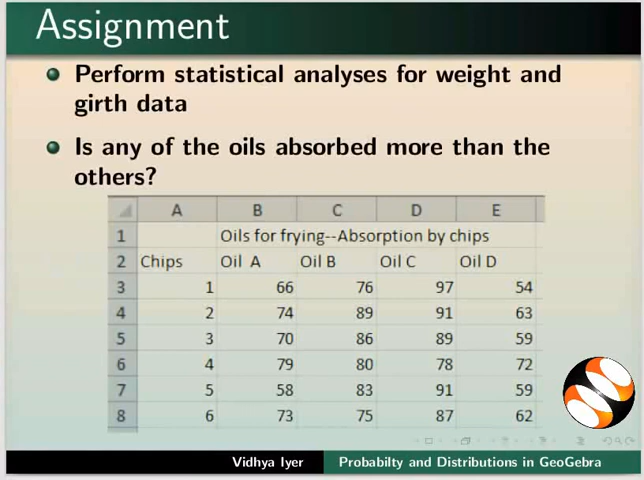 Assignment
Perform statistical analyses for weight and
girth data
Is any of the oils absorbed more than the
others?
A B C D E
1 Oils for frying--Absorption by chips
2 Chips Oil A Oil B Oil C Oil D
3 1 66 76 97 54
4 2 74 89 91 63
5 3 70 86 89 59
6 4 79 80 78 72
7 5 58 83 91 59
8 6 73 75 87 62
Vidhya Iyer Probabilty and Distributions in GeoGebra